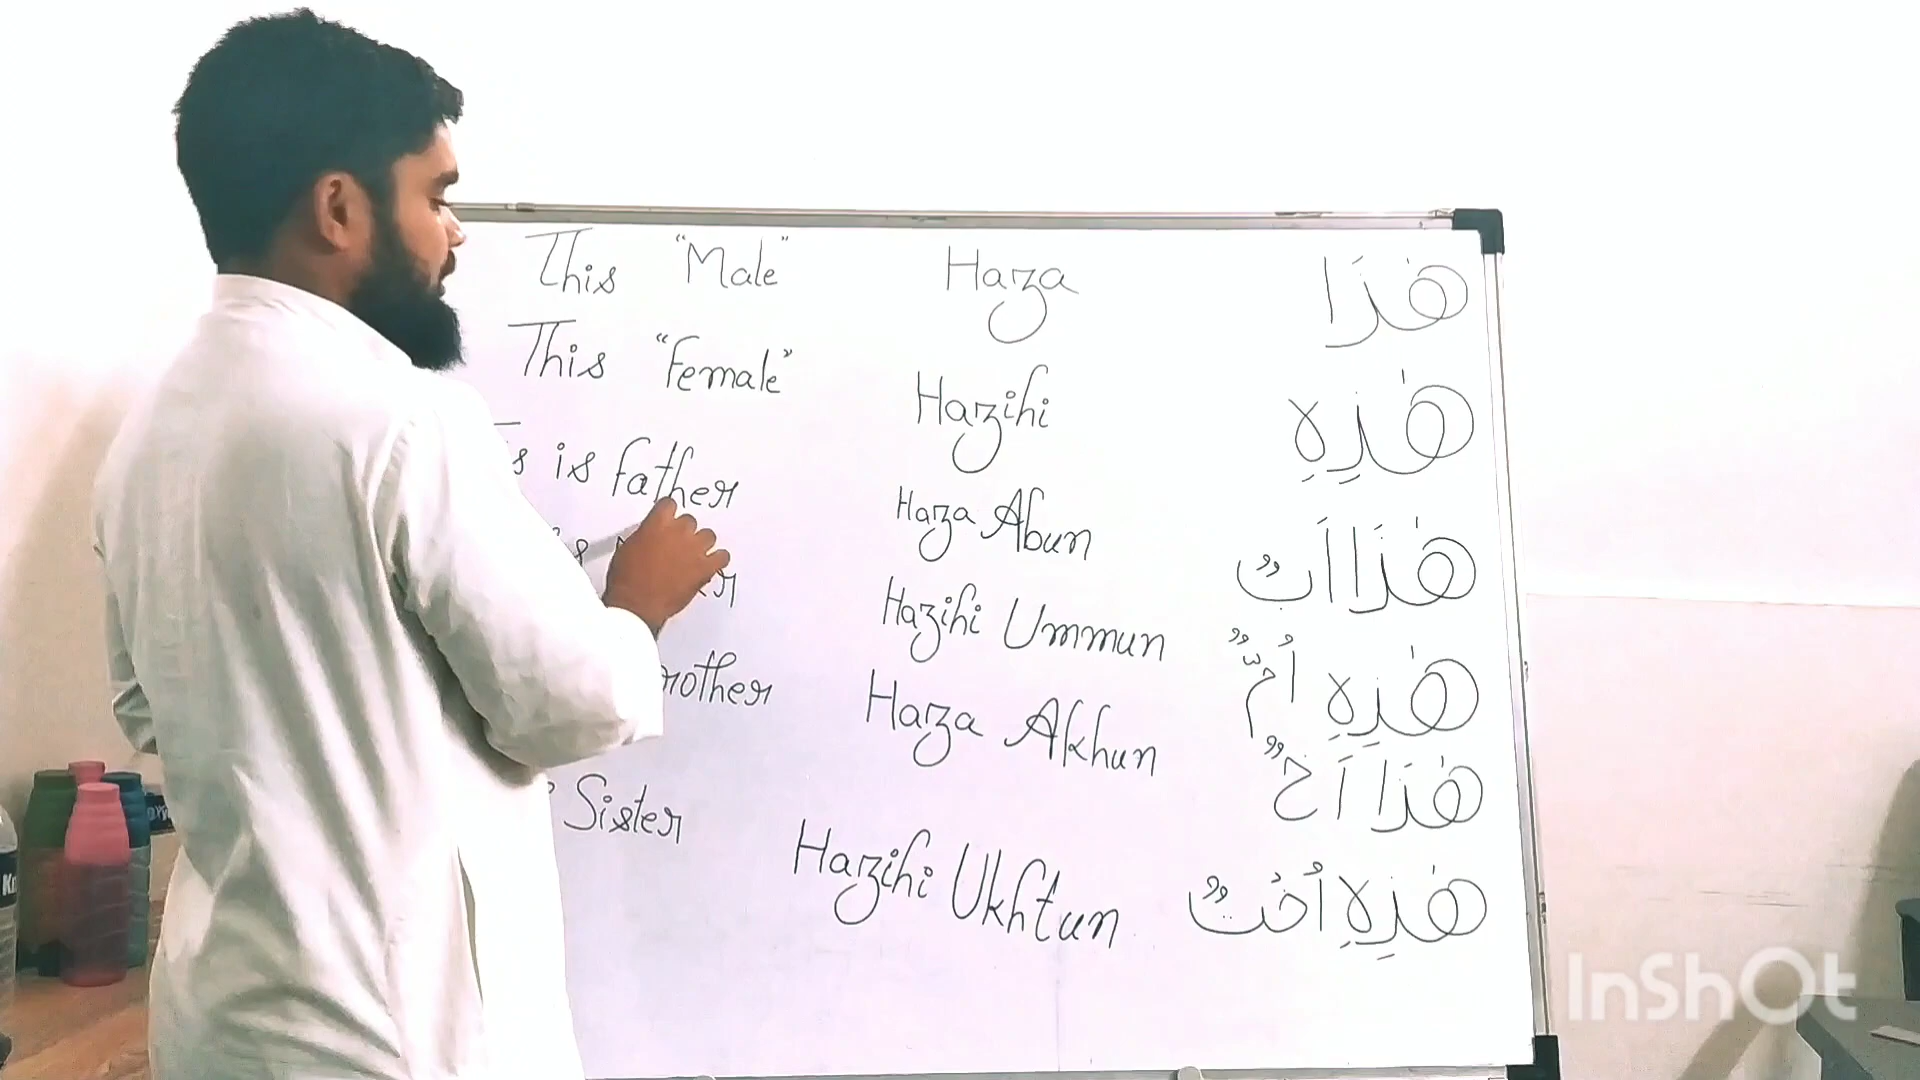 This "Male" Haza هٰذَا
This "Female" Hazihi هٰذِهِ
is father Haza Abun هٰذَا اَبٌ
Hazihi Ummun هٰذِهِ اُمٌّ
rother Haza Akhun هٰذَا اَخٌ
Sister Hazihi Ukhtun هٰذِهِ اُخْتٌ
InShOt